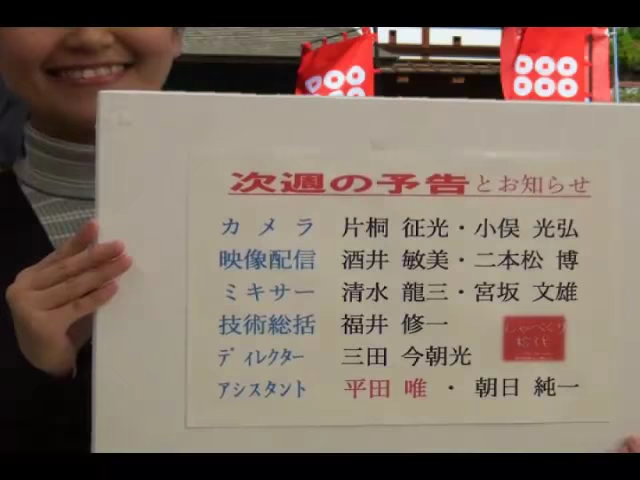 次週の予告とお知らせ
カメラ 片桐 征光・小俣 光弘
映像配信 酒井 敏美・二本松 博
ミキサー 清水 龍三・宮坂 文雄
技術総括 福井 修一
ディレクター 三田 今朝光
アシスタント 平田 唯 ・ 朝日 純一